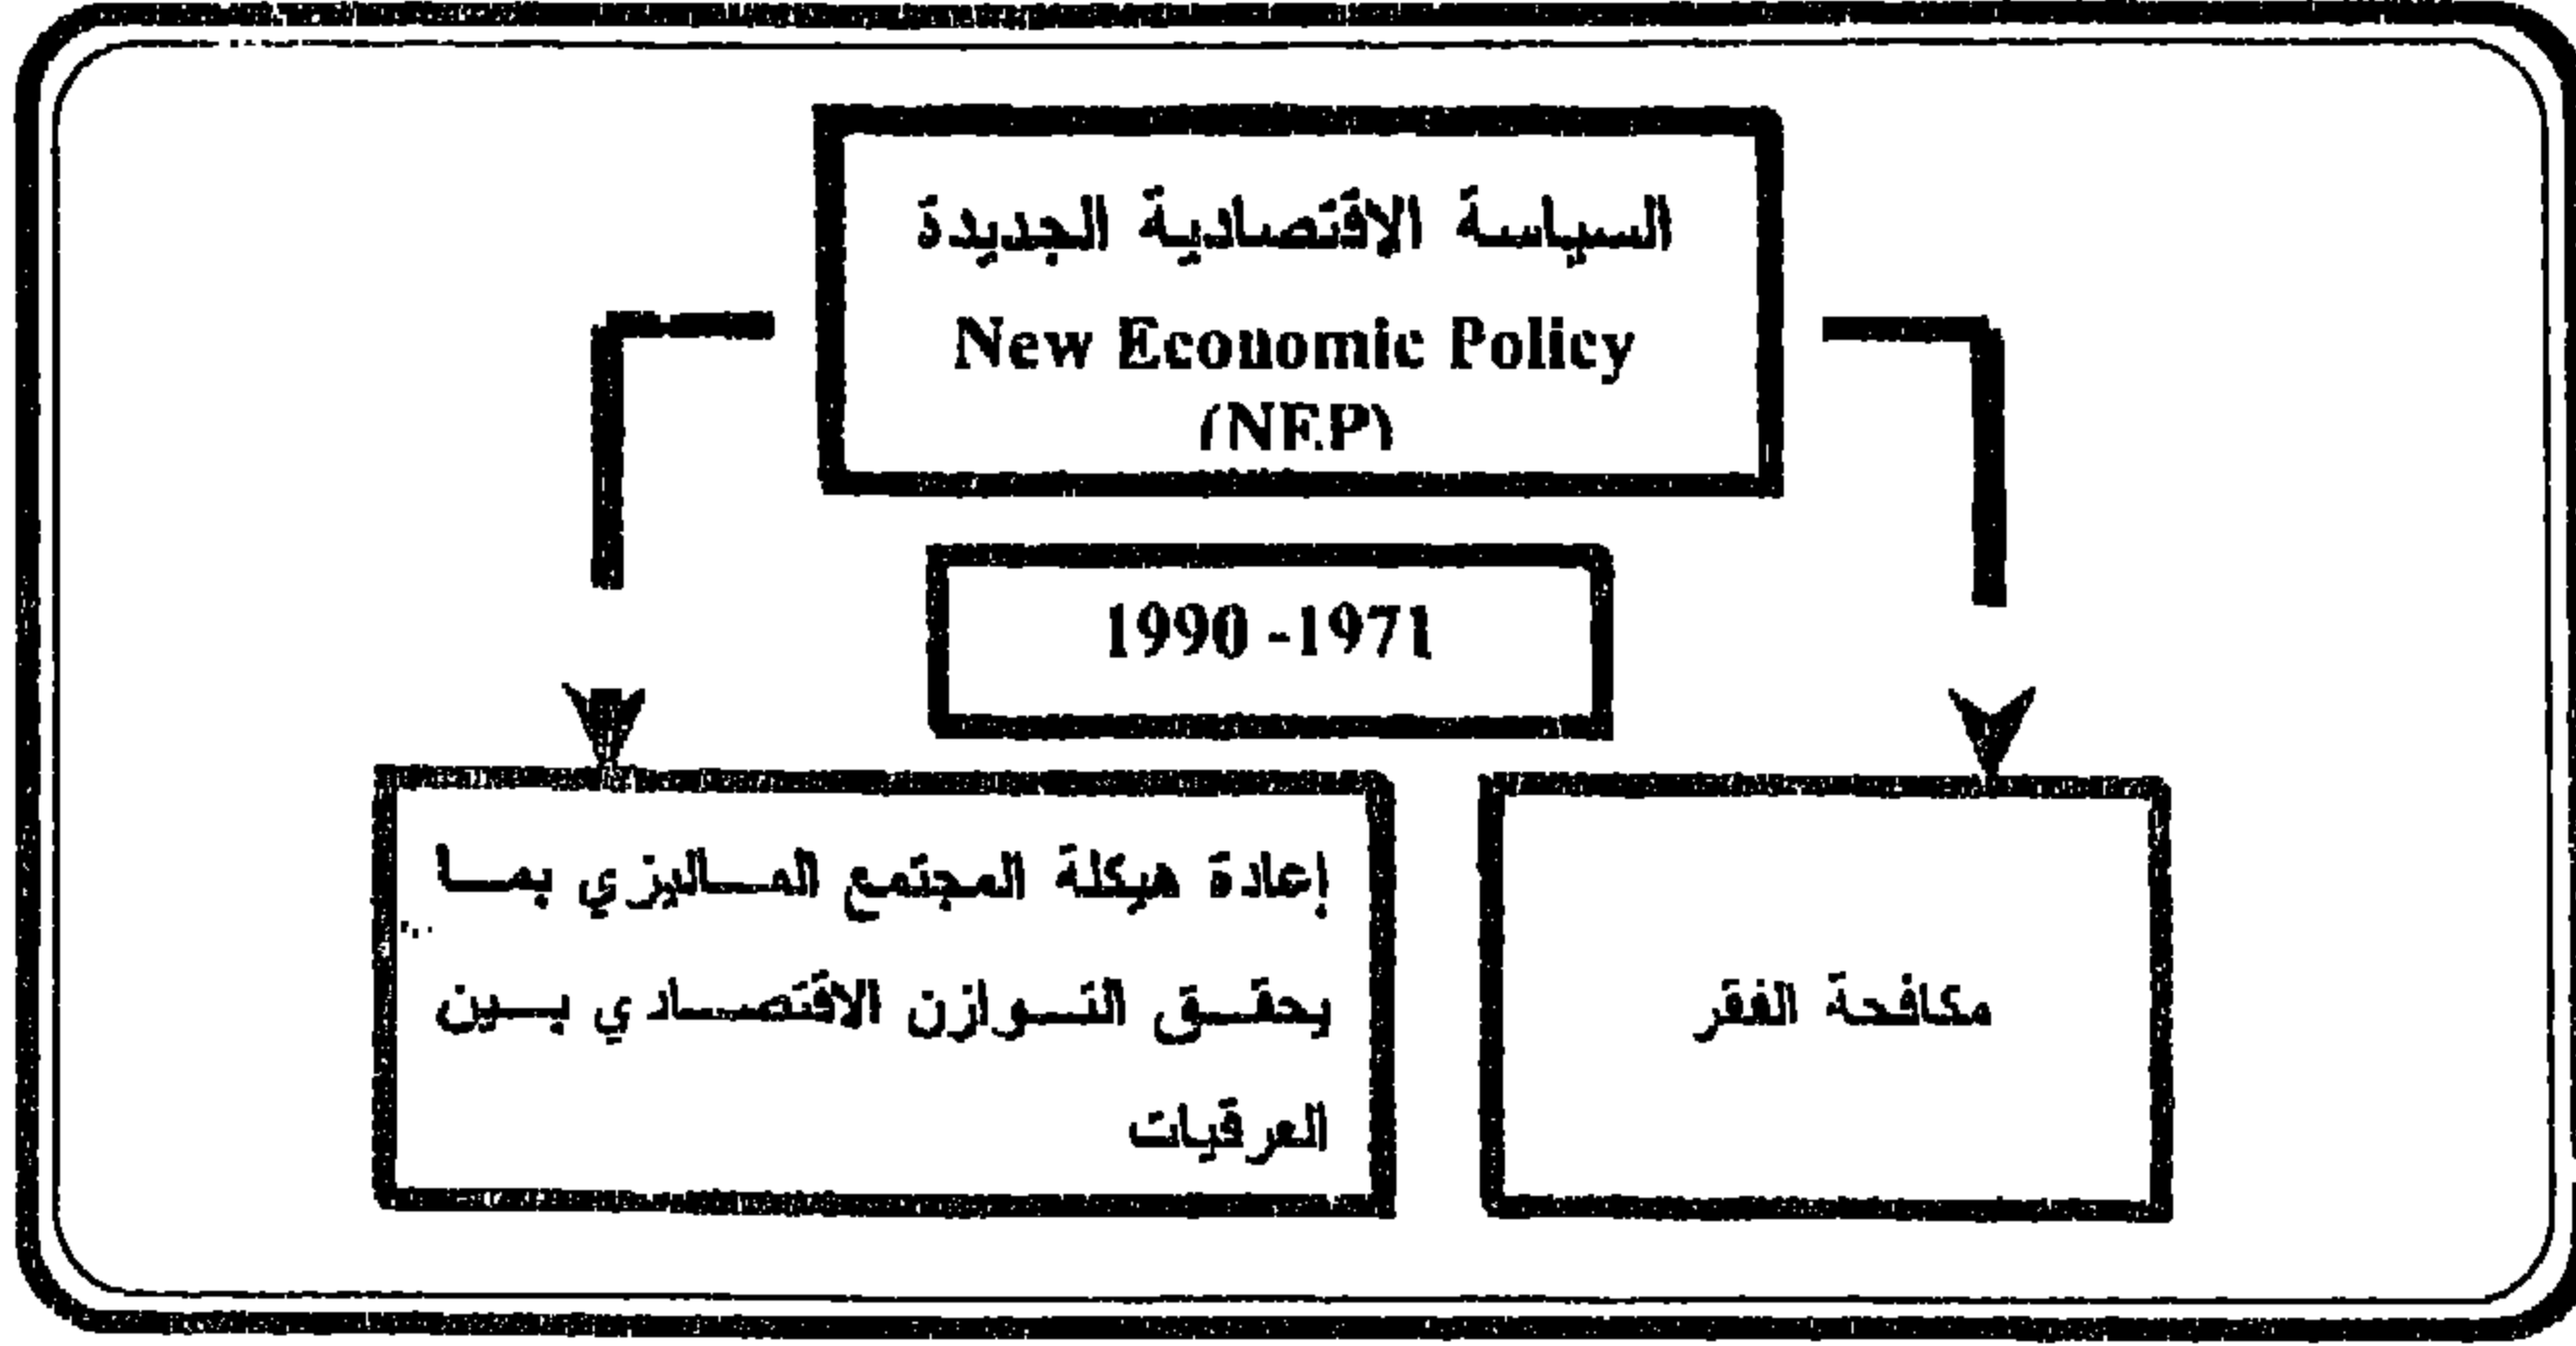 السياسة الاقتصادية الجديدة
New Economic Policy
(NEP)
1990 -1971
مكافحة الفقر
إعادة هيكلة المجتمع الماليزي بما
يحقق التوازن الاقتصادي بين
العرقيات